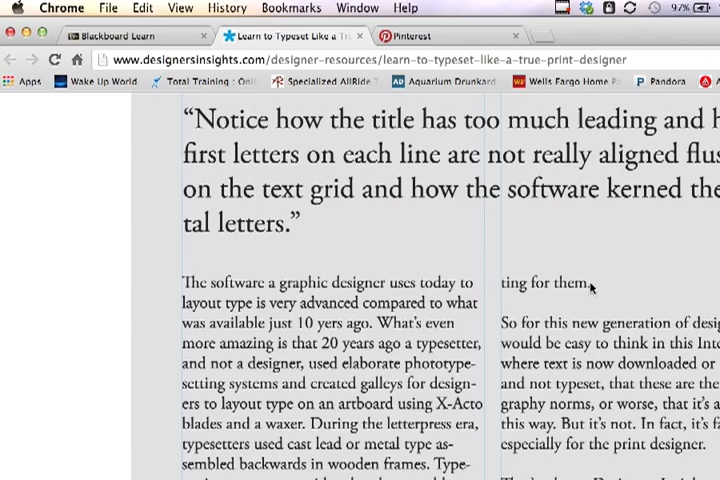 Chrome File Edit View History Bookmarks Window Help 97%
Blackboard Learn Learn to Typeset Like a Tr Pinterest
www.designersinsights.com/designer-resources/learn-to-typeset-like-a-true-print-designer
Apps Wake Up World Total Training : Onli Specialized AllRide T AD Aquarium Drunkard Wells Fargo Home P Pandora
“Notice how the title has too much leading and h
first letters on each line are not really aligned flus
on the text grid and how the software kerned the
tal letters.”
The software a graphic designer uses today to
layout type is very advanced compared to what
was available just 10 yers ago. What’s even
more amazing is that 20 years ago a typesetter,
and not a designer, used elaborate phototype-
setting systems and created galleys for design-
ers to layout type on an artboard using X-Acto
blades and a waxer. During the letterpress era,
typesetters used cast lead or metal type as-
sembled backwards in wooden frames. Type-
ting for them.
So for this new generation of desig
would be easy to think in this Inte
where text is now downloaded or
and not typeset, that these are the
graphy norms, or worse, that it’s a
this way. But it’s not. In fact, it’s fa
especially for the print designer.